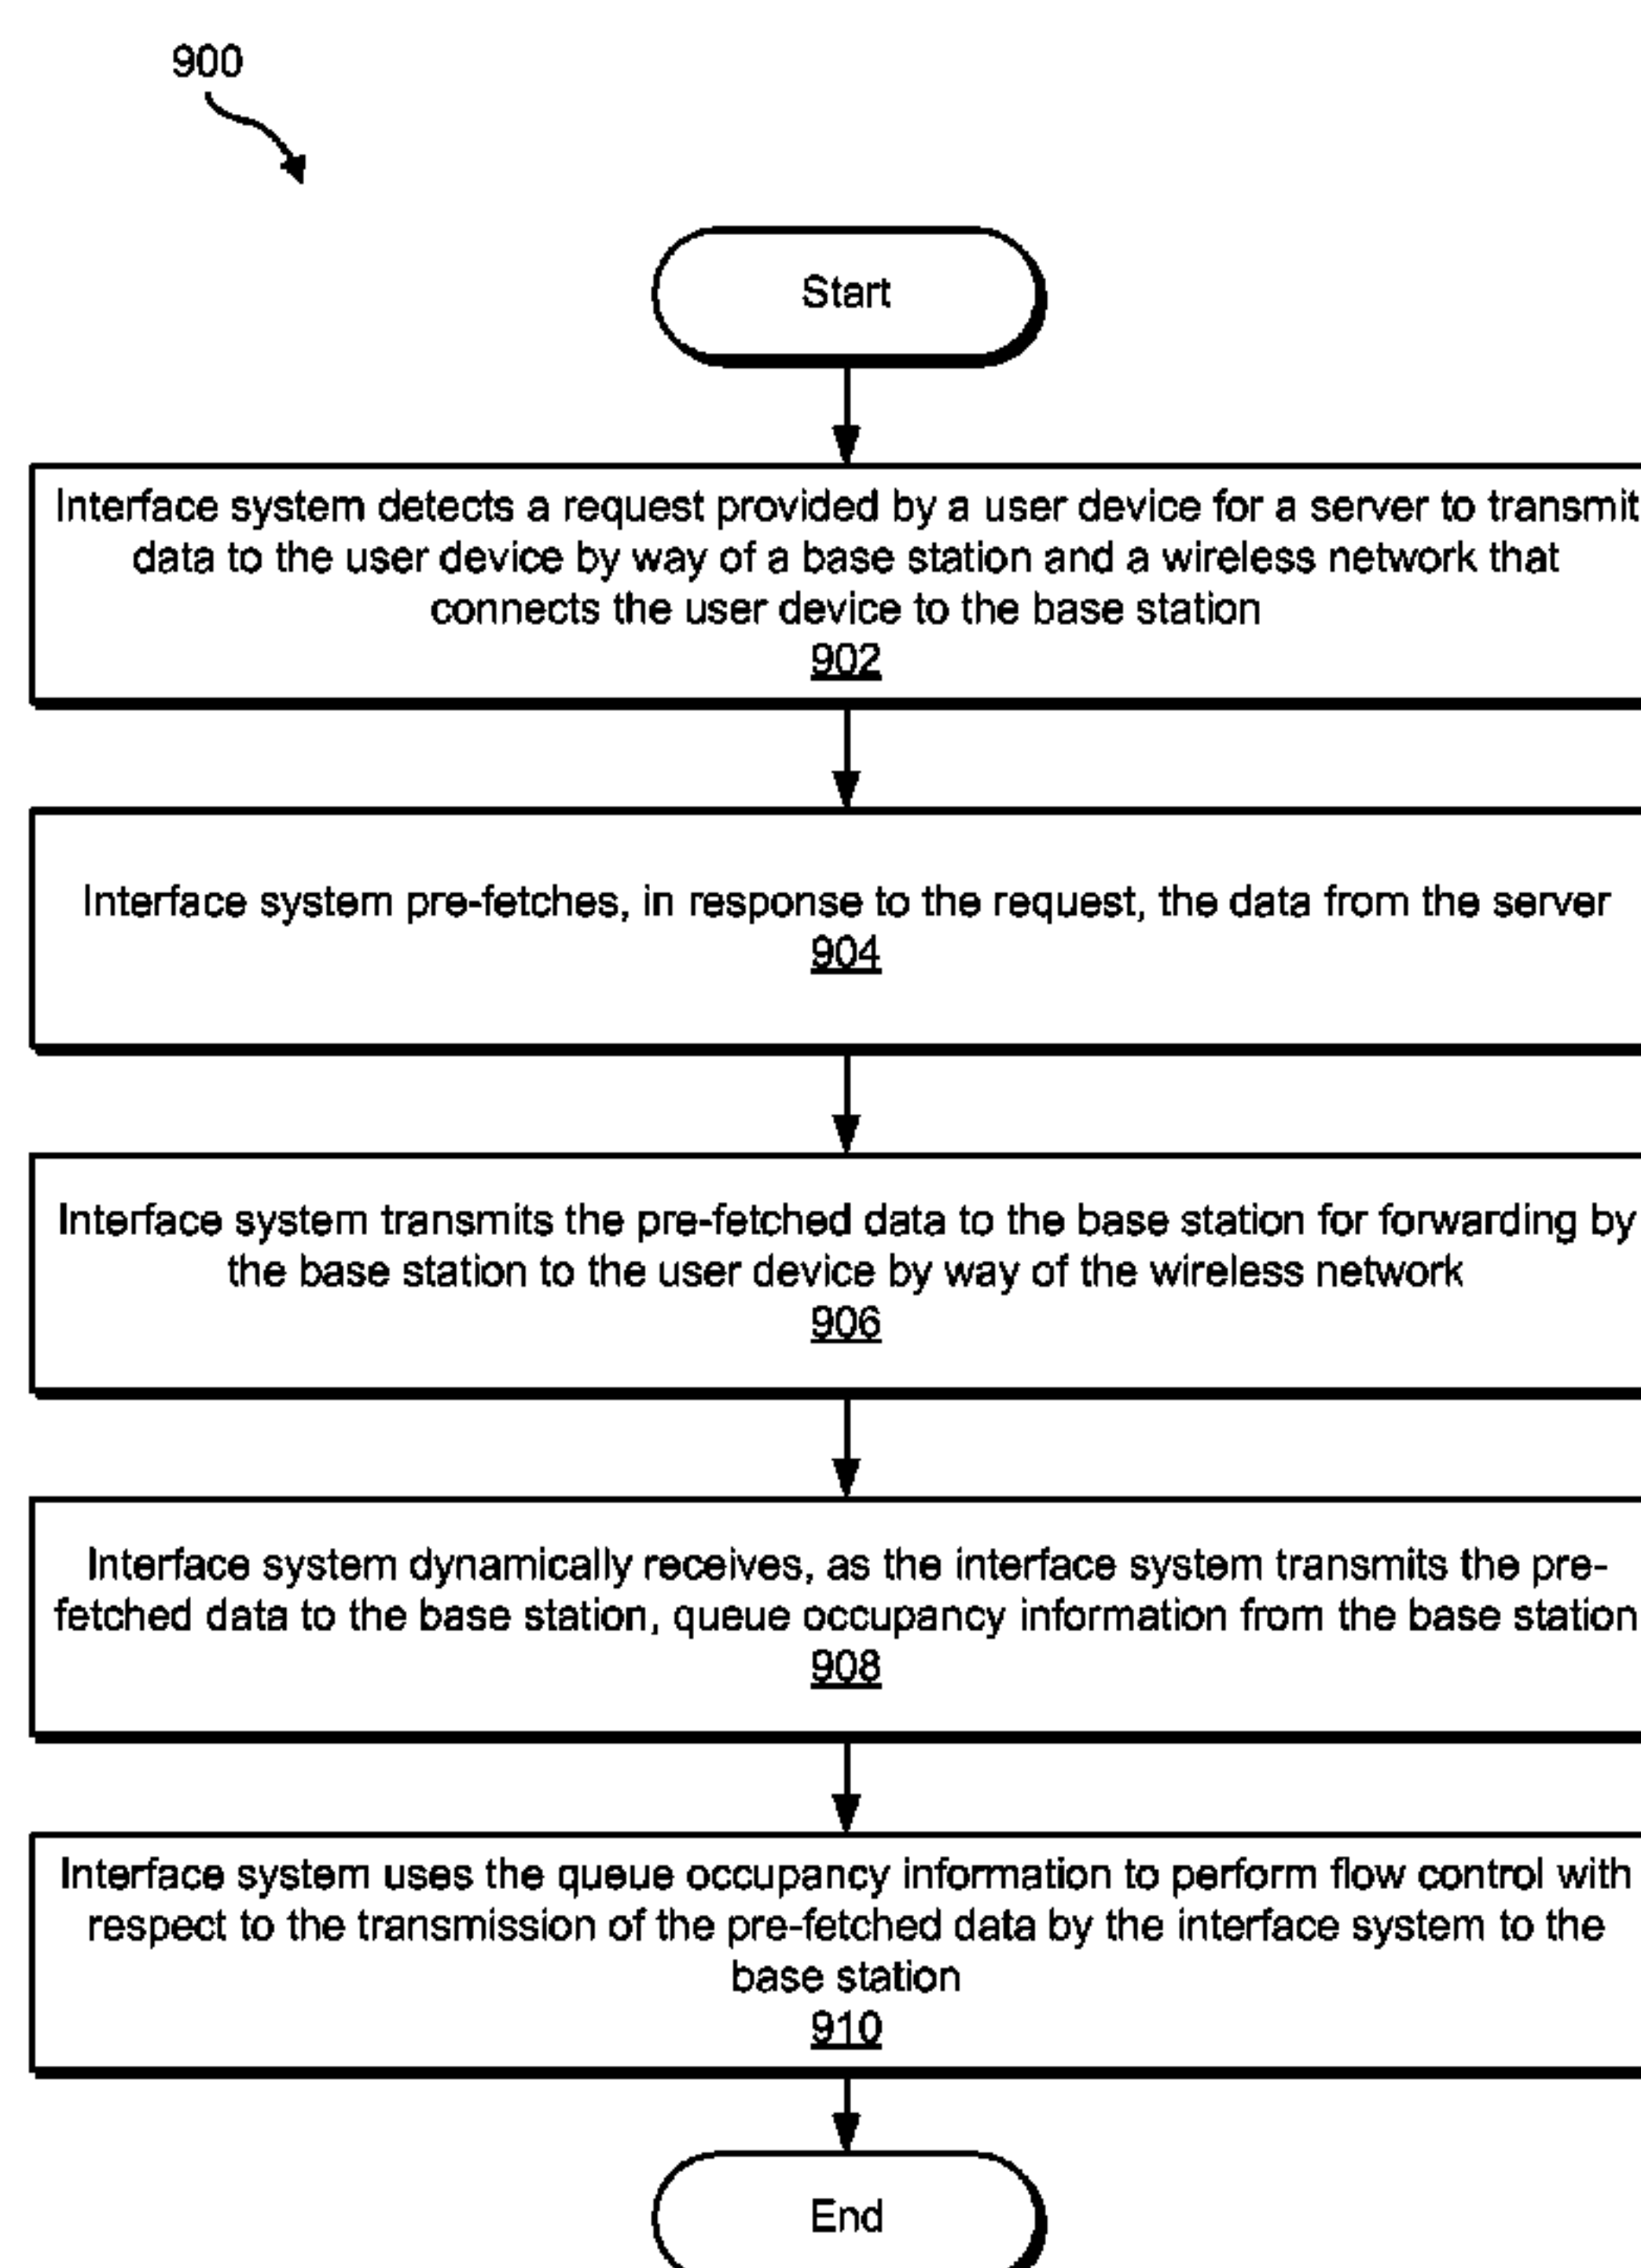 900
Start
Interface system detects a request provided by a user device for a server to transmit
data to the user device by way of a base station and a wireless network that
connects the user device to the base station
902
Interface system pre-fetches, in response to the request, the data from the server
904
Interface system transmits the pre-fetched data to the base station for forwarding by
the base station to the user device by way of the wireless network
906
Interface system dynamically receives, as the interface system transmits the pre-
fetched data to the base station, queue occupancy information from the base station
908
Interface system uses the queue occupancy information to perform flow control with
respect to the transmission of the pre-fetched data by the interface system to the
base station
910
End